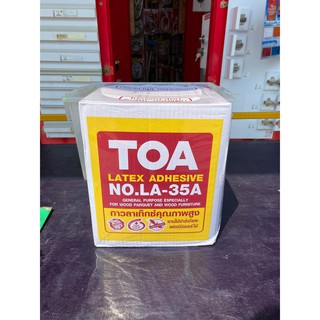 TOA
LATEX ADHESIVE
NO.LA-35A
GENERAL PURPOSE ESPECIALLY
FOR WOOD PARQUET AND WOOD FURNITURE
กาวลาเท็กซ์คุณภาพสูง